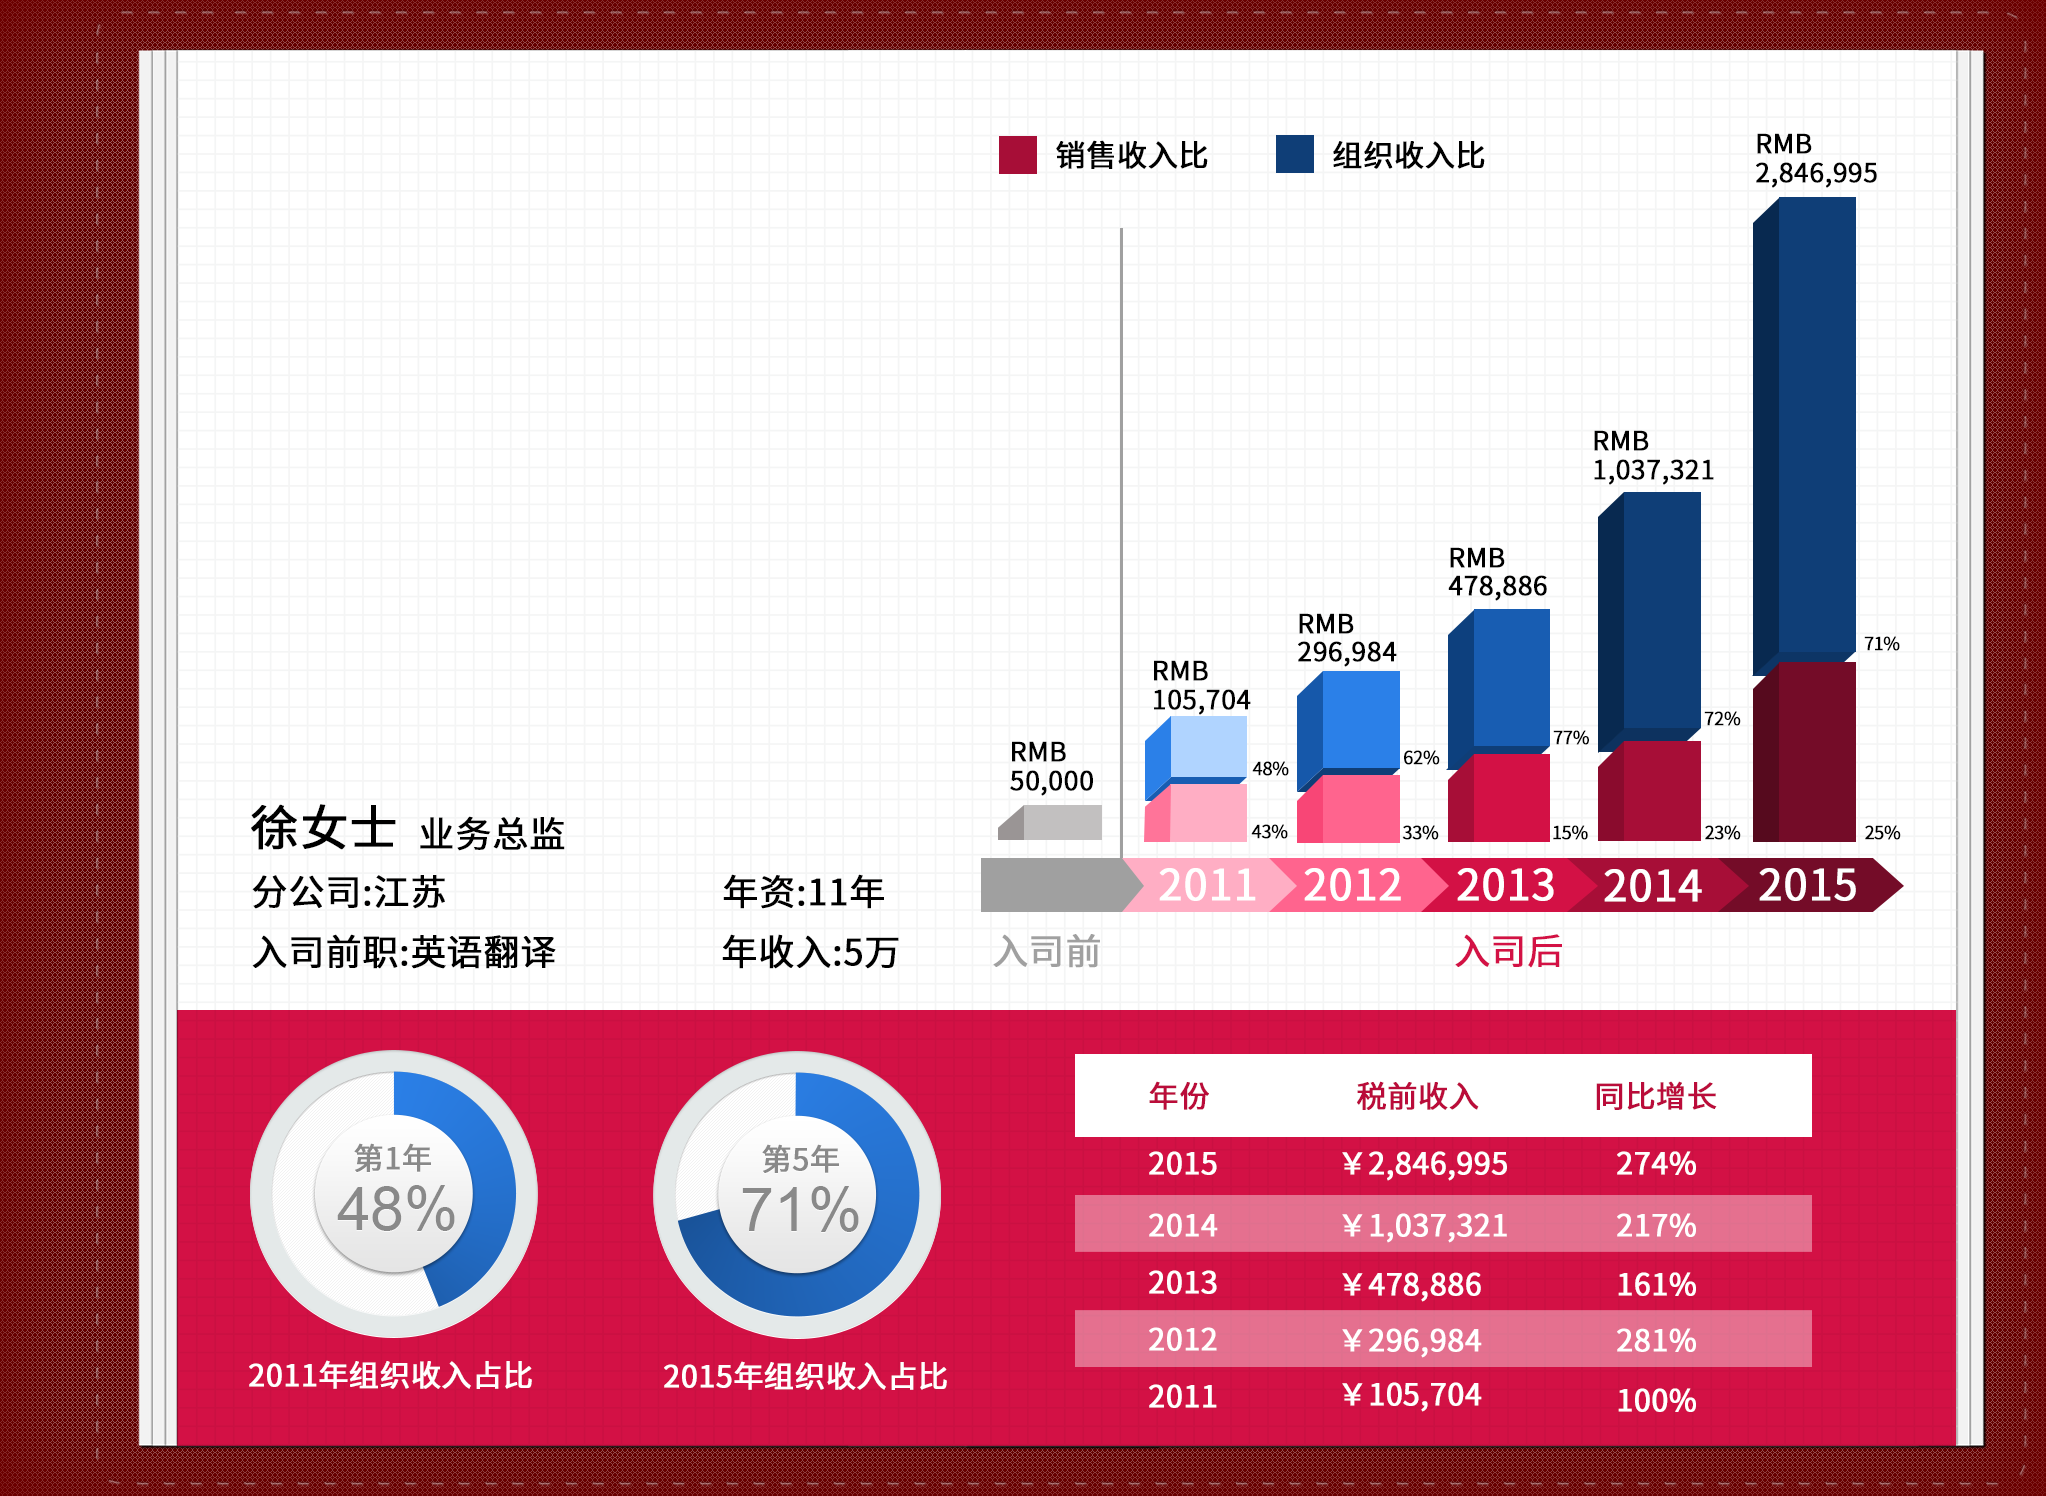 销售收入比
组织收入比
RMB
2,846,995
RMB
1,037,321
RMB
478,886
RMB
296,984
RMB
105,704
RMB
50,000
71%
72%
77%
62%
48%
43%
33%
15%
23%
25%
徐女士 业务总监
分公司:江苏
年资:11年
入司前职:英语翻译
年收入:5万
2011
2012
2013
2014
2015
入司前
入司后
第1年
48%
2011年组织收入占比
第5年
71%
2015年组织收入占比
年份 税前收入 同比增长
2015 ￥2,846,995 274%
2014 ￥1,037,321 217%
2013 ￥478,886 161%
2012 ￥296,984 281%
2011 ￥105,704 100%